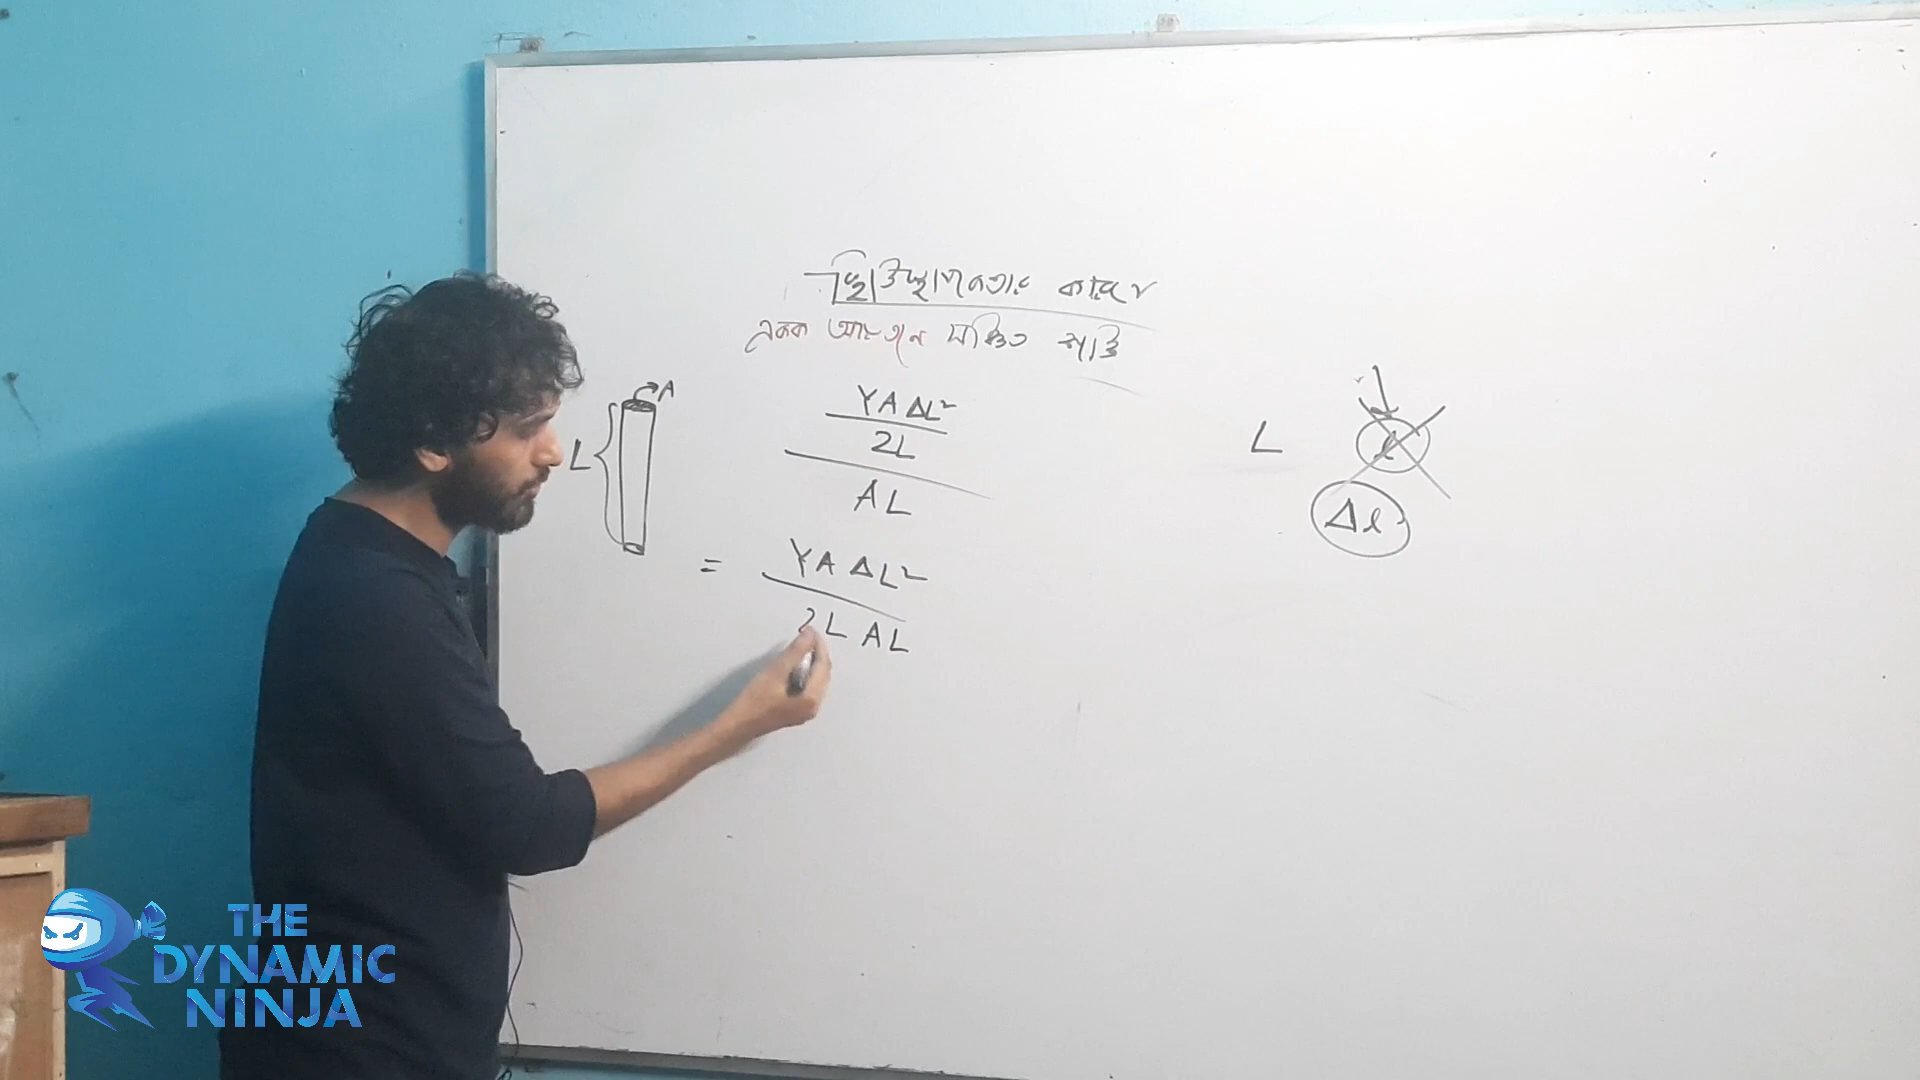 স্থিতিস্থাপকতার কারণে
একক আয়তনে সঞ্চিত শক্তি
A
L
YAΔL²
2L
AL
= YAΔL²
2L AL
L
Δl
THE
DYNAMIC
NINJA